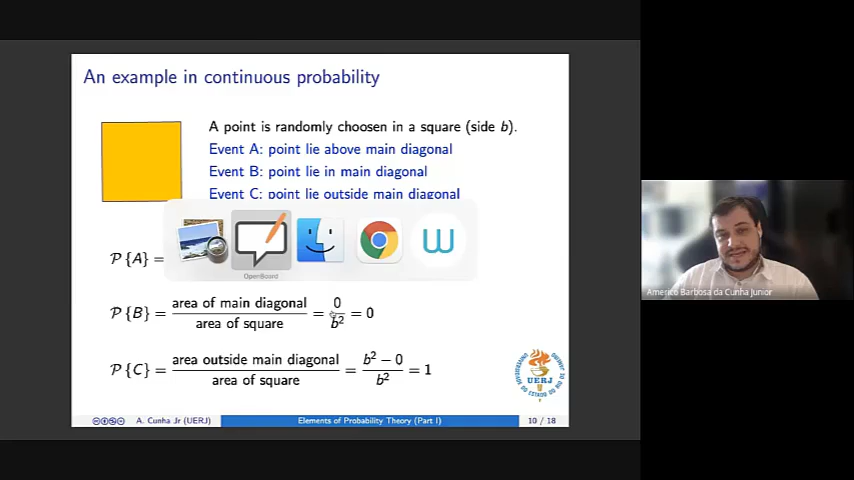 An example in continuous probability
A point is randomly choosen in a square (side b).
Event A: point lie above main diagonal
Event B: point lie in main diagonal
Event C: point lie outside main diagonal
OpenBoard
P {A} =
P {B} = area of main diagonal / area of square = 0 / b² = 0
P {C} = area outside main diagonal / area of square = b² − 0 / b² = 1
UERJ
A. Cunha Jr (UERJ)
Elements of Probability Theory (Part I)
10 / 18
Americo Barbosa da Cunha Junior